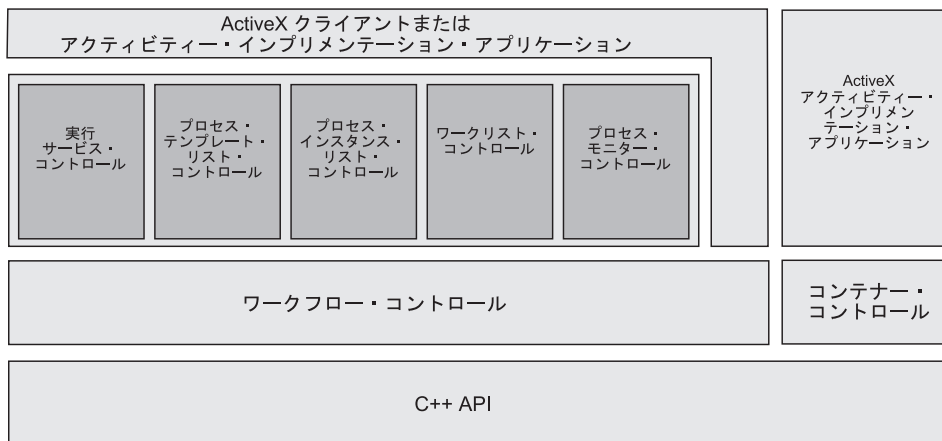 ActiveX クライアントまたは
アクティビティー・インプリメンテーション・アプリケーション
実行
サービス・
コントロール
プロセス・
テンプレート・
リスト・
コントロール
プロセス・
インスタンス・
リスト・
コントロール
ワークリスト・
コントロール
プロセス・
モニター・
コントロール
ActiveX
アクティビティー・
インプリメン
テーション・
アプリケーション
ワークフロー・コントロール
コンテナー・
コントロール
C++ API